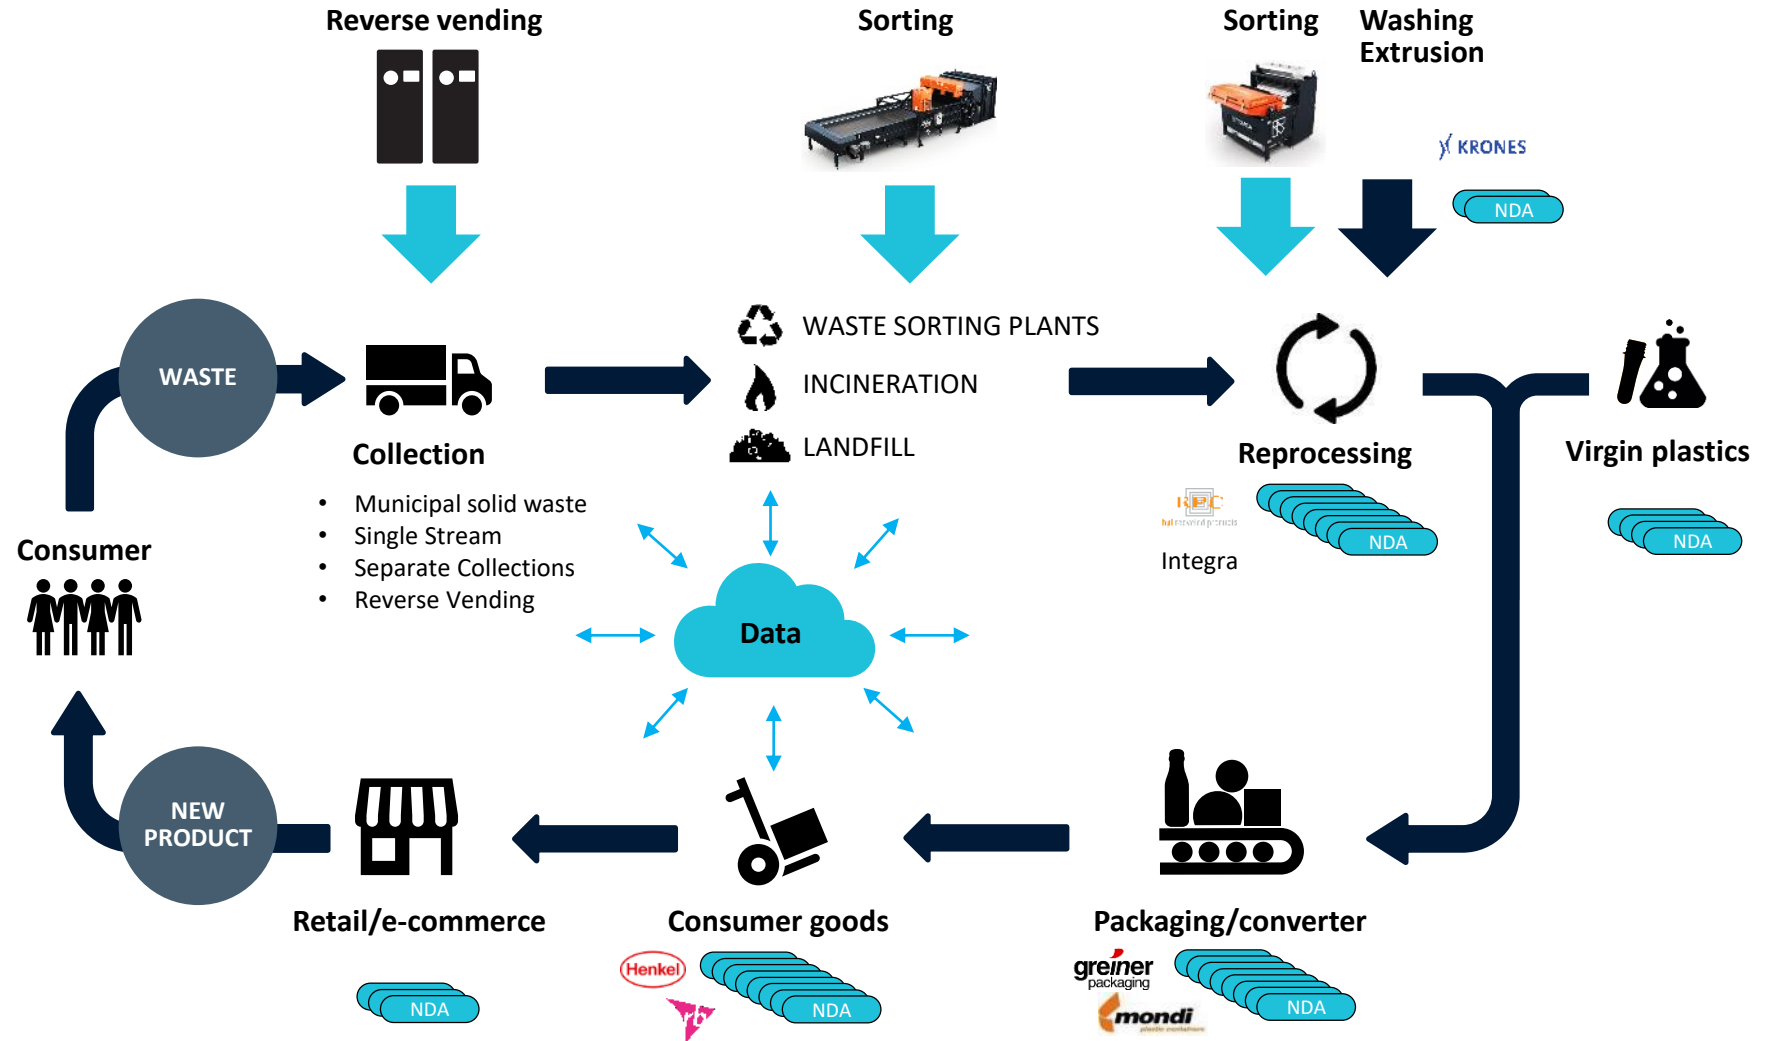 Reverse vending
Sorting
Sorting
Washing
Extrusion
KRONES
NDA
WASTE
WASTE SORTING PLANTS
INCINERATION
LANDFILL
Collection
• Municipal solid waste
• Single Stream
• Separate Collections
• Reverse Vending
Reprocessing
Integra
NDA
Virgin plastics
NDA
Consumer
Data
NEW
PRODUCT
Retail/e-commerce
NDA
Consumer goods
Henkel
NDA
Packaging/converter
greiner
packaging
mondi
NDA